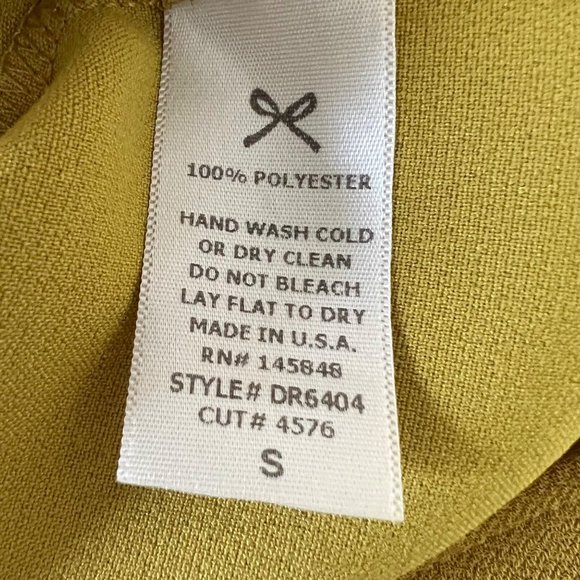 100% POLYESTER
HAND WASH COLD
OR DRY CLEAN
DO NOT BLEACH
LAY FLAT TO DRY
MADE IN U.S.A.
RN# 145848
STYLE# DR6404
CUT# 4576
S